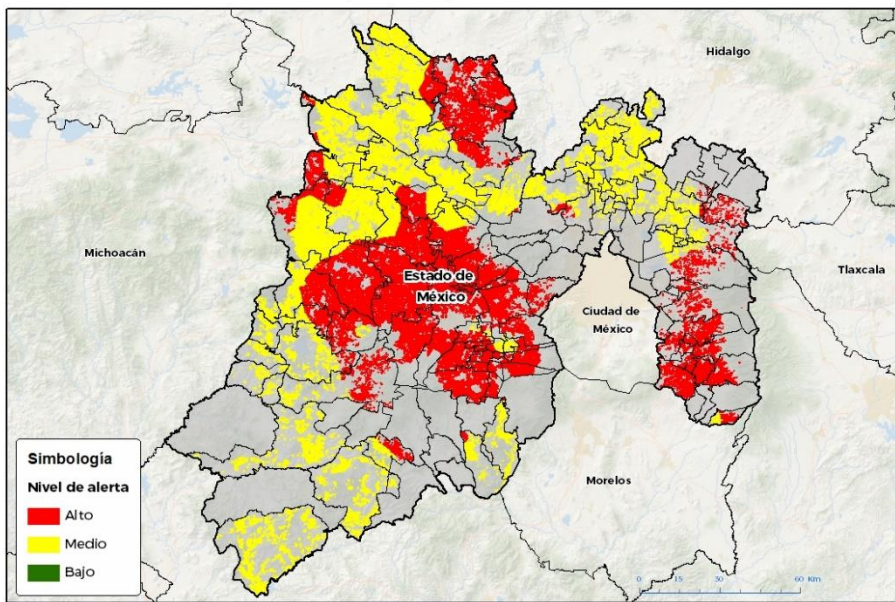 Hidalgo
Michoacán
Estado de
México
Tlaxcala
Ciudad de
México
Morelos
Simbología
Nivel de alerta
Alto
Medio
Bajo
0 15 30 60 Km